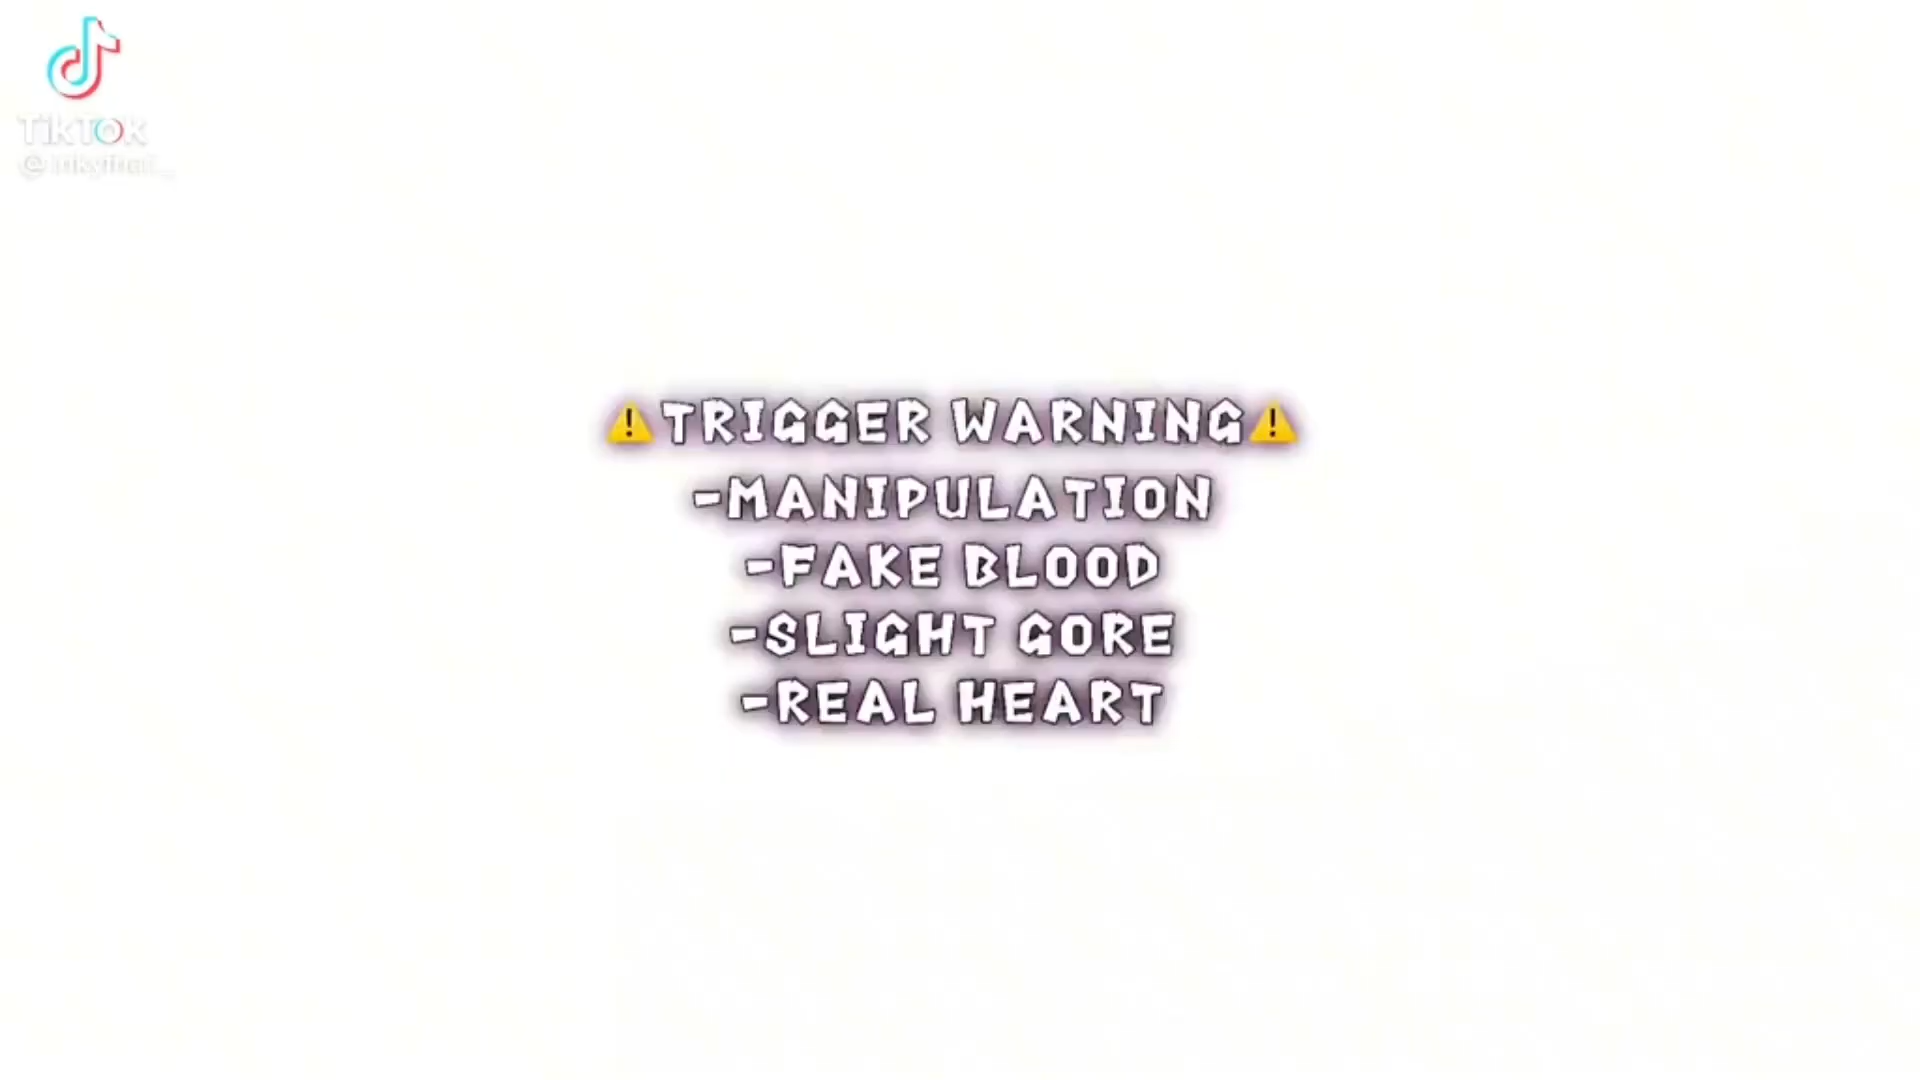 TikTok
⚠️TRIGGER WARNING⚠️
-MANIPULATION
-FAKE BLOOD
-SLIGHT GORE
-REAL HEART